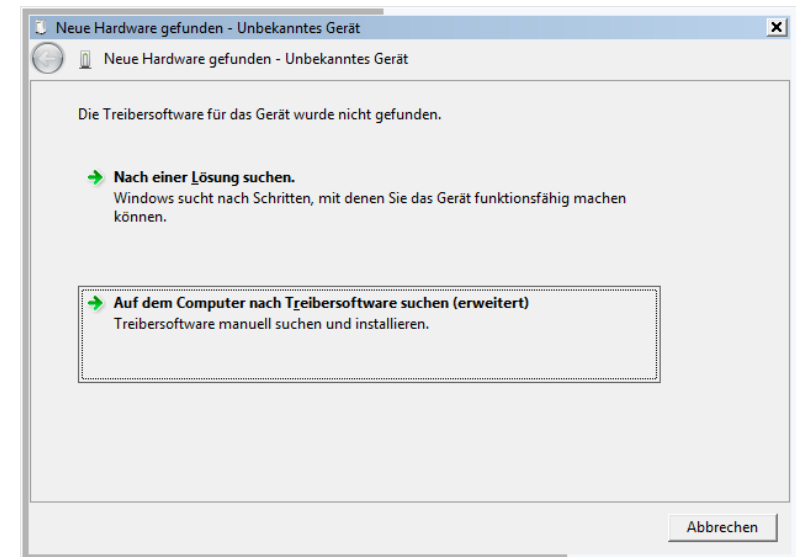 Neue Hardware gefunden - Unbekanntes Gerät
Neue Hardware gefunden - Unbekanntes Gerät
Die Treibersoftware für das Gerät wurde nicht gefunden.
Nach einer Lösung suchen.
Windows sucht nach Schritten, mit denen Sie das Gerät funktionsfähig machen
können.
Auf dem Computer nach Treibersoftware suchen (erweitert)
Treibersoftware manuell suchen und installieren.
Abbrechen